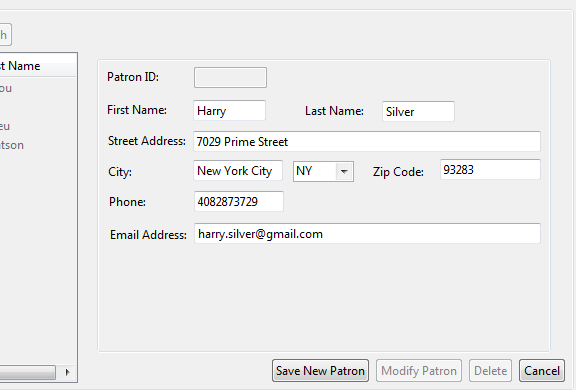 h
st Name
ou
eu
atson
Patron ID:
First Name: Harry Last Name: Silver
Street Address: 7029 Prime Street
City: New York City NY Zip Code: 93283
Phone: 4082873729
Email Address: harry.silver@gmail.com
Save New Patron Modify Patron Delete Cancel